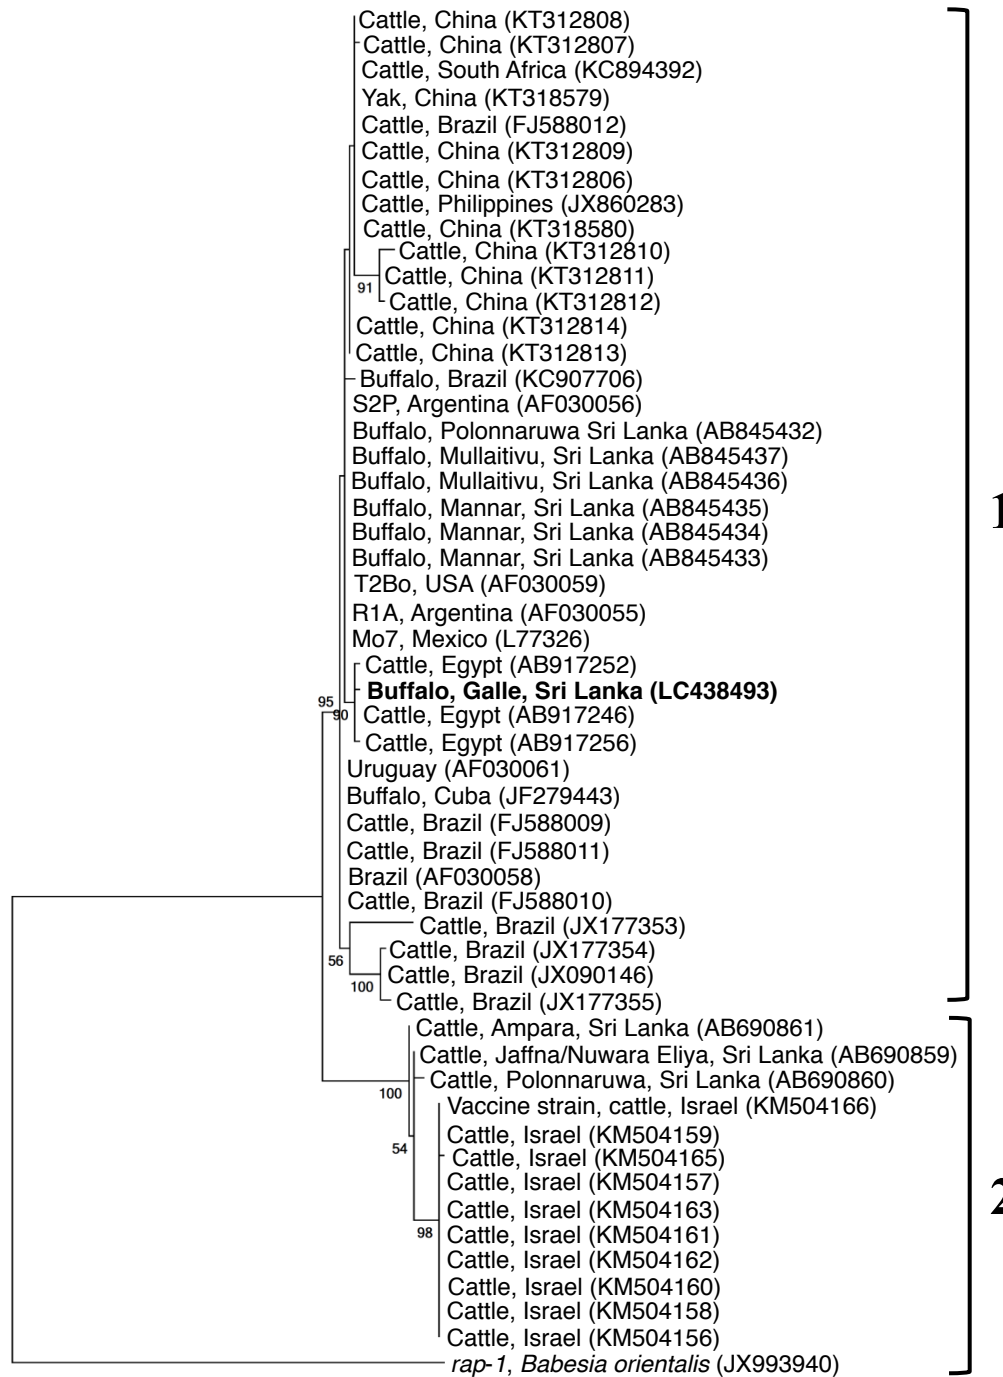 Cattle, China (KT312808)
Cattle, China (KT312807)
Cattle, South Africa (KC894392)
Yak, China (KT318579)
Cattle, Brazil (FJ588012)
Cattle, China (KT312809)
Cattle, China (KT312806)
Cattle, Philippines (JX860283)
Cattle, China (KT318580)
Cattle, China (KT312810)
91
Cattle, China (KT312811)
Cattle, China (KT312812)
Cattle, China (KT312814)
Cattle, China (KT312813)
Buffalo, Brazil (KC907706)
S2P, Argentina (AF030056)
Buffalo, Polonnaruwa Sri Lanka (AB845432)
Buffalo, Mullaitivu, Sri Lanka (AB845437)
Buffalo, Mullaitivu, Sri Lanka (AB845436)
Buffalo, Mannar, Sri Lanka (AB845435)
1
Buffalo, Mannar, Sri Lanka (AB845434)
Buffalo, Mannar, Sri Lanka (AB845433)
T2Bo, USA (AF030059)
R1A, Argentina (AF030055)
Mo7, Mexico (L77326)
Cattle, Egypt (AB917252)
Buffalo, Galle, Sri Lanka (LC438493)
95
90
Cattle, Egypt (AB917246)
Cattle, Egypt (AB917256)
Uruguay (AF030061)
Buffalo, Cuba (JF279443)
Cattle, Brazil (FJ588009)
Cattle, Brazil (FJ588011)
Brazil (AF030058)
Cattle, Brazil (FJ588010)
Cattle, Brazil (JX177353)
Cattle, Brazil (JX177354)
56
Cattle, Brazil (JX090146)
100
Cattle, Brazil (JX177355)
Cattle, Ampara, Sri Lanka (AB690861)
Cattle, Jaffna/Nuwara Eliya, Sri Lanka (AB690859)
Cattle, Polonnaruwa, Sri Lanka (AB690860)
100
Vaccine strain, cattle, Israel (KM504166)
Cattle, Israel (KM504159)
54
Cattle, Israel (KM504165)
Cattle, Israel (KM504157)
2
Cattle, Israel (KM504163)
98
Cattle, Israel (KM504161)
Cattle, Israel (KM504162)
Cattle, Israel (KM504160)
Cattle, Israel (KM504158)
Cattle, Israel (KM504156)
rap-1, Babesia orientalis (JX993940)